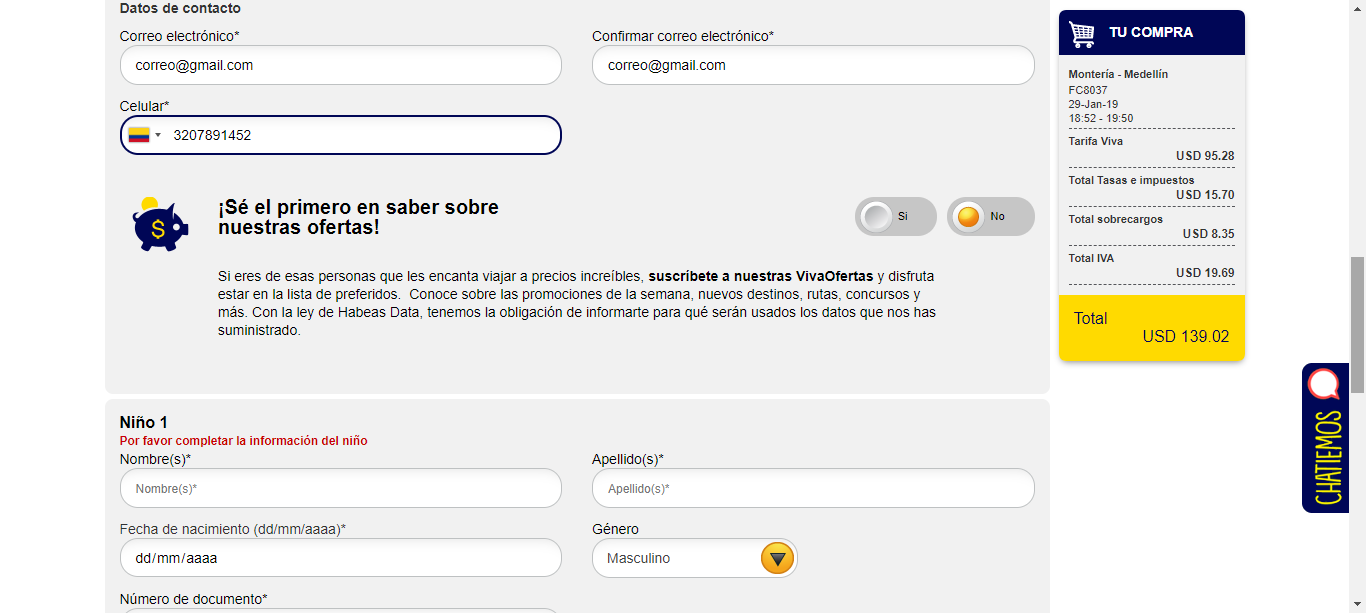 Datos de contacto
Correo electrónico*
Confirmar correo electrónico*
correo@gmail.com
correo@gmail.com
Celular*
3207891452
$
¡Sé el primero en saber sobre
nuestras ofertas!
Si
No
Si eres de esas personas que les encanta viajar a precios increíbles, suscríbete a nuestras VivaOfertas y disfruta
estar en la lista de preferidos.  Conoce sobre las promociones de la semana, nuevos destinos, rutas, concursos y
más. Con la ley de Habeas Data, tenemos la obligación de informarte para qué serán usados los datos que nos has
suministrado.
Niño 1
Por favor completar la información del niño
Nombre(s)*
Apellido(s)*
Nombre(s)*
Apellido(s)*
Fecha de nacimiento (dd/mm/aaaa)*
Género
dd/mm/aaaa
Masculino
Número de documento*
TU COMPRA
Montería - Medellín
FC8037
29-Jan-19
18:52 - 19:50
Tarifa Viva
USD 95.28
Total Tasas e impuestos
USD 15.70
Total sobrecargos
USD 8.35
Total IVA
USD 19.69
Total
USD 139.02
CHATIEMOS